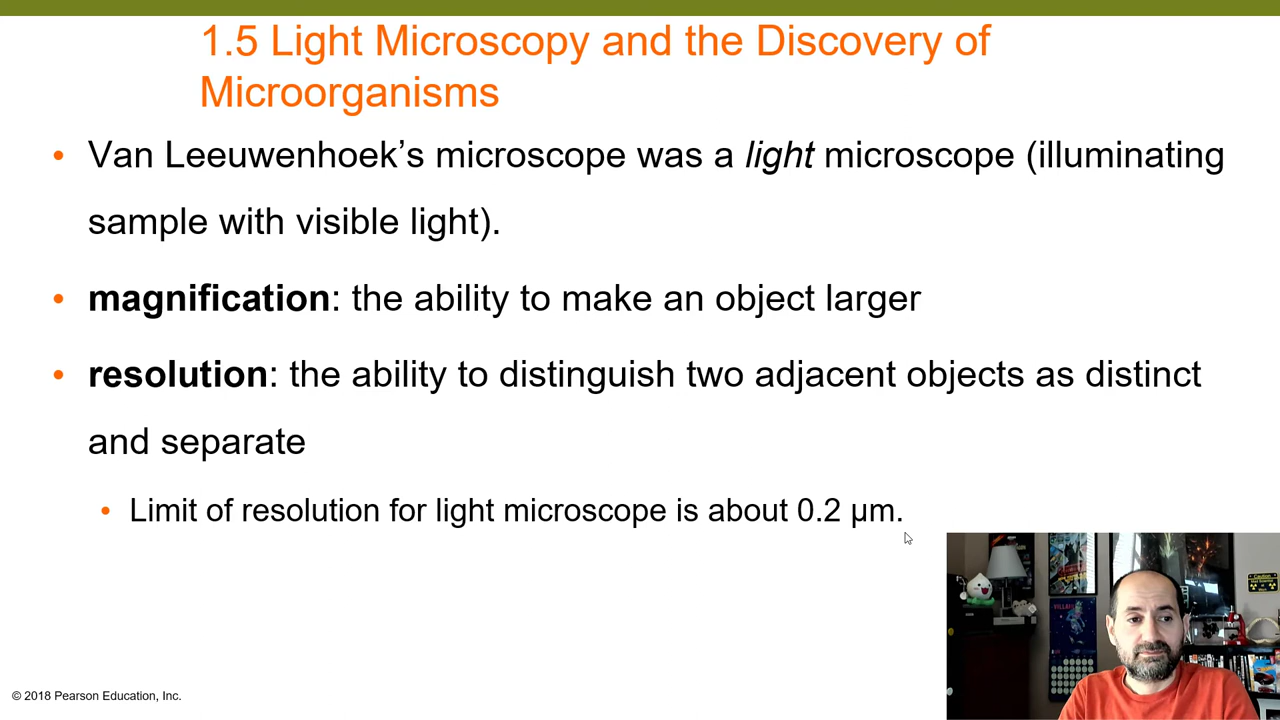 1.5 Light Microscopy and the Discovery of
Microorganisms
• Van Leeuwenhoek’s microscope was a light microscope (illuminating
sample with visible light).
• magnification: the ability to make an object larger
• resolution: the ability to distinguish two adjacent objects as distinct
and separate
• Limit of resolution for light microscope is about 0.2 μm.
VILLAI
Caution
© 2018 Pearson Education, Inc.